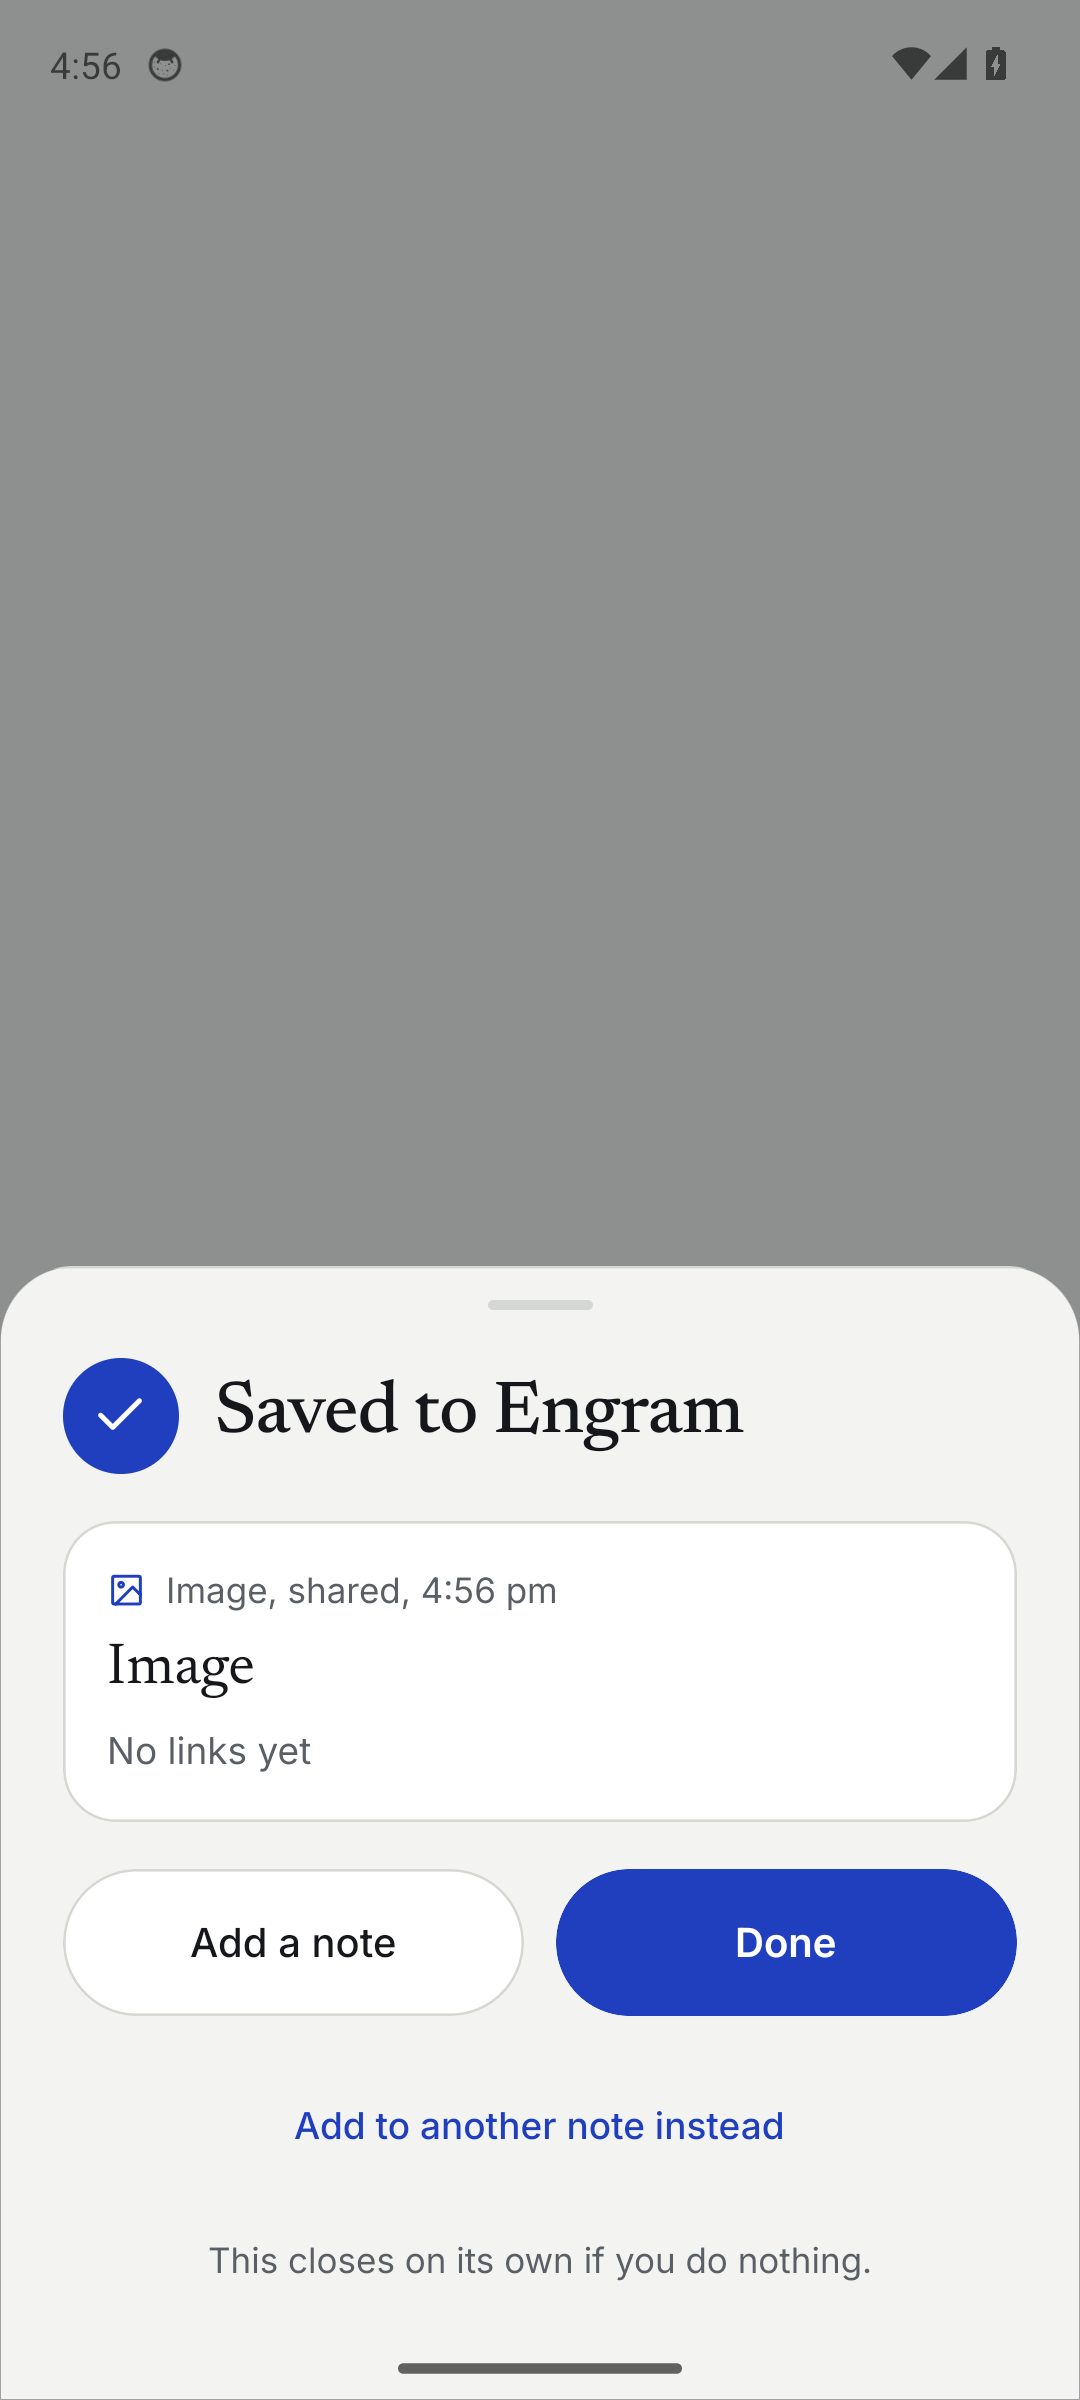 4:56
Saved to Engram
Image, shared, 4:56 pm
Image
No links yet
Add a note
Done
Add to another note instead
This closes on its own if you do nothing.